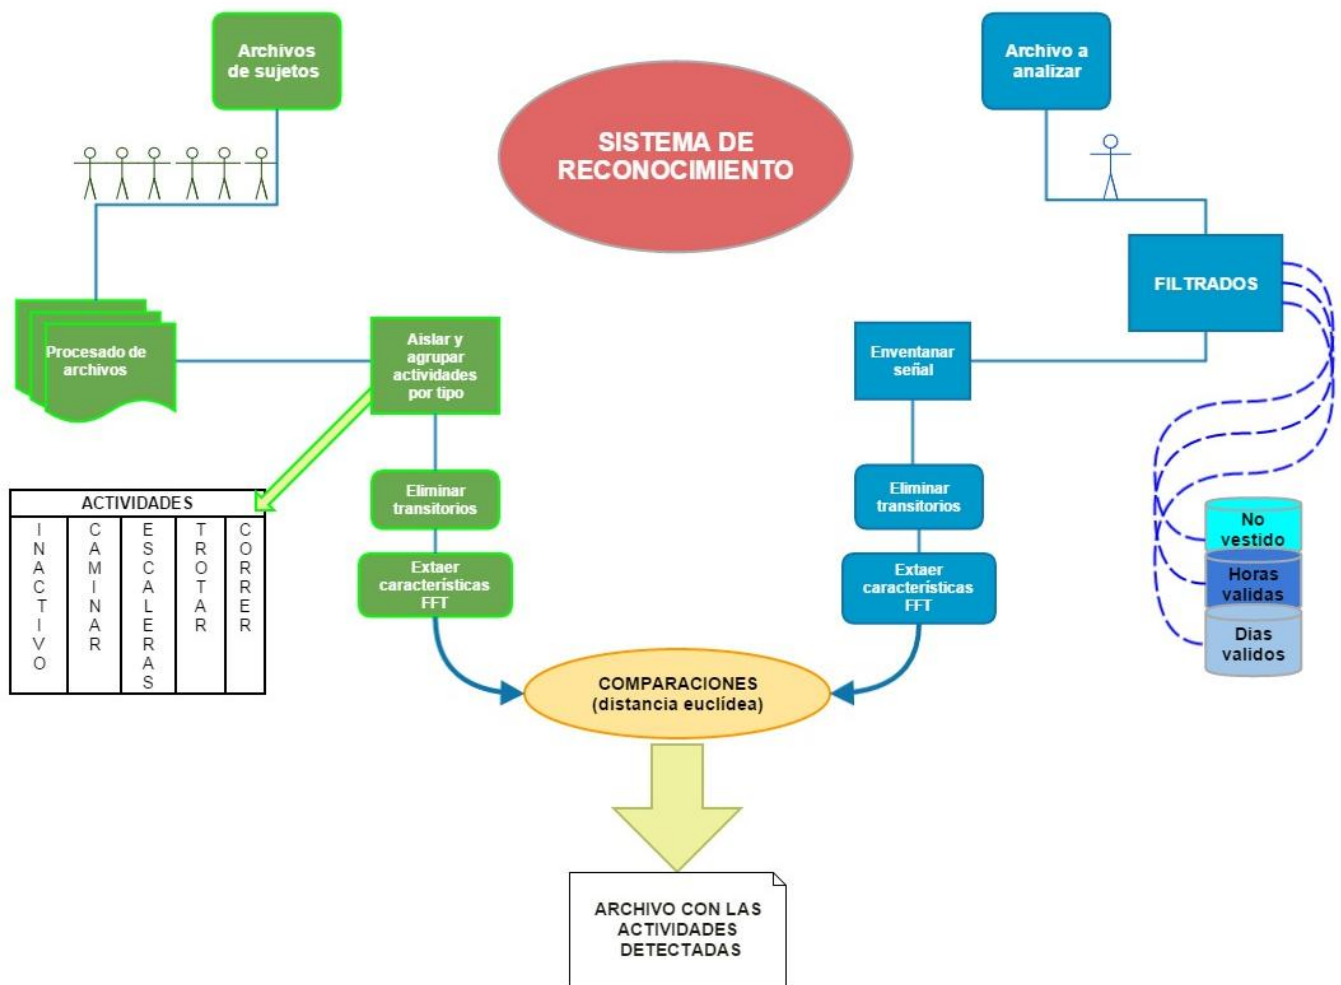 Archivos
de sujetos
SISTEMA DE
RECONOCIMIENTO
Archivo a
analizar
FILTRADOS
Procesado de
archivos
Aislar y
agrupar
actividades
por tipo
Enventanar
señal
ACTIVIDADES
INACTIVO
CAMINAR
ESCALERAS
TROTAR
CORRER
Eliminar
transitorios
Eliminar
transitorios
No
vestido
Extaer
características
FFT
Extaer
características
FFT
Horas
validas
Dias
validos
COMPARACIONES
(distancia euclídea)
ARCHIVO CON LAS
ACTIVIDADES
DETECTADAS